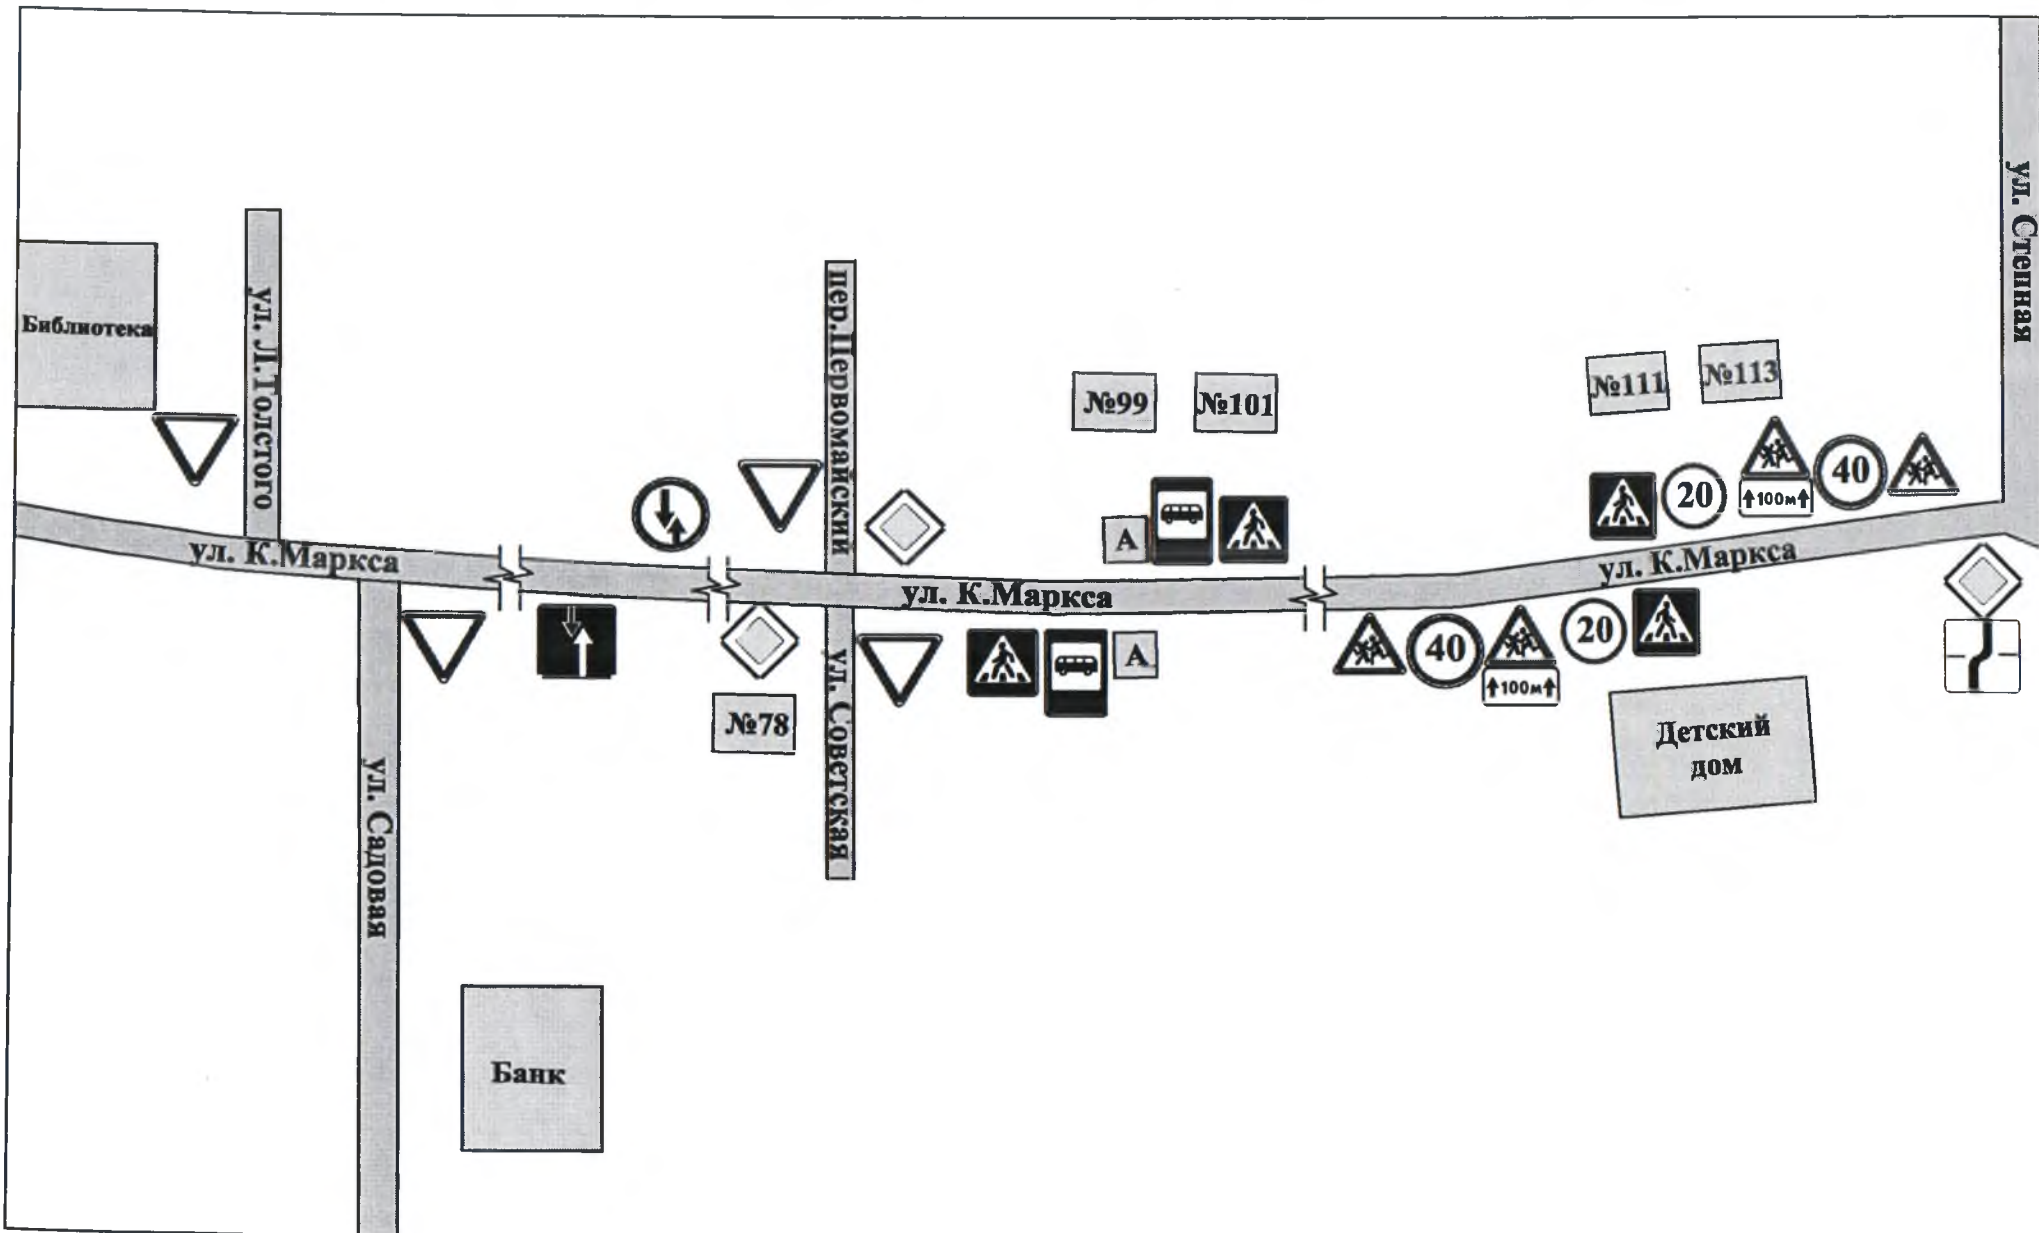 ул. Степная
Библиотека
ул. Л.Толстого
пер.Первомайский
№99
№101
№111
№113
20
↑100м↑
40
А
ул. К.Маркса
ул. К.Маркса
ул. К.Маркса
А
40
↑100м↑
20
№78
ул. Советская
Детский
дом
ул. Садовая
Банк